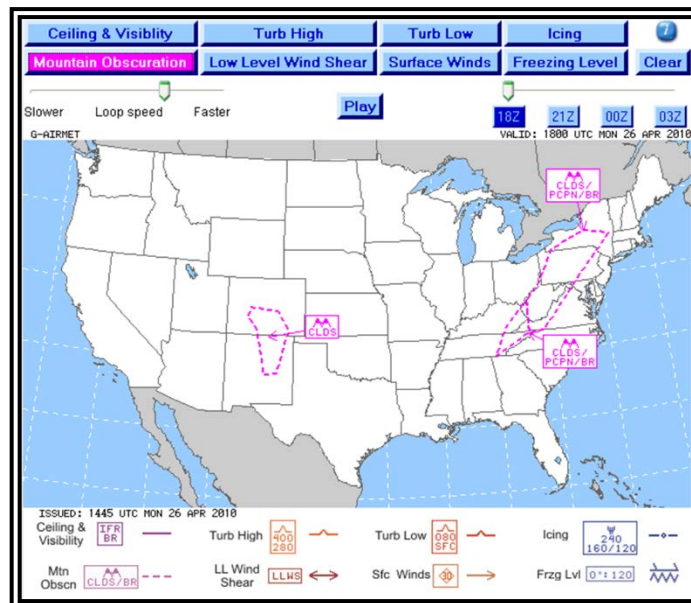 Ceiling & Visiblity Turb High Turb Low Icing i
Mountain Obscuration Low Level Wind Shear Surface Winds Freezing Level Clear
Slower Loop speed Faster Play 18Z 21Z 00Z 03Z
G-AIRMET VALID: 1800 UTC MON 26 APR 2010
CLDS/
PCPN/BR
CLDS
CLDS/
PCPN/BR
ISSUED: 1445 UTC MON 26 APR 2010
Ceiling &
Visibility
IFR
BR
Turb High
400
280
Turb Low
080
SFC
Icing
240
160/120
Mtn
Obscn
CLDS/BR
LL Wind
Shear
LLWS
Sfc Winds
30
Frzg Lvl
0°:120